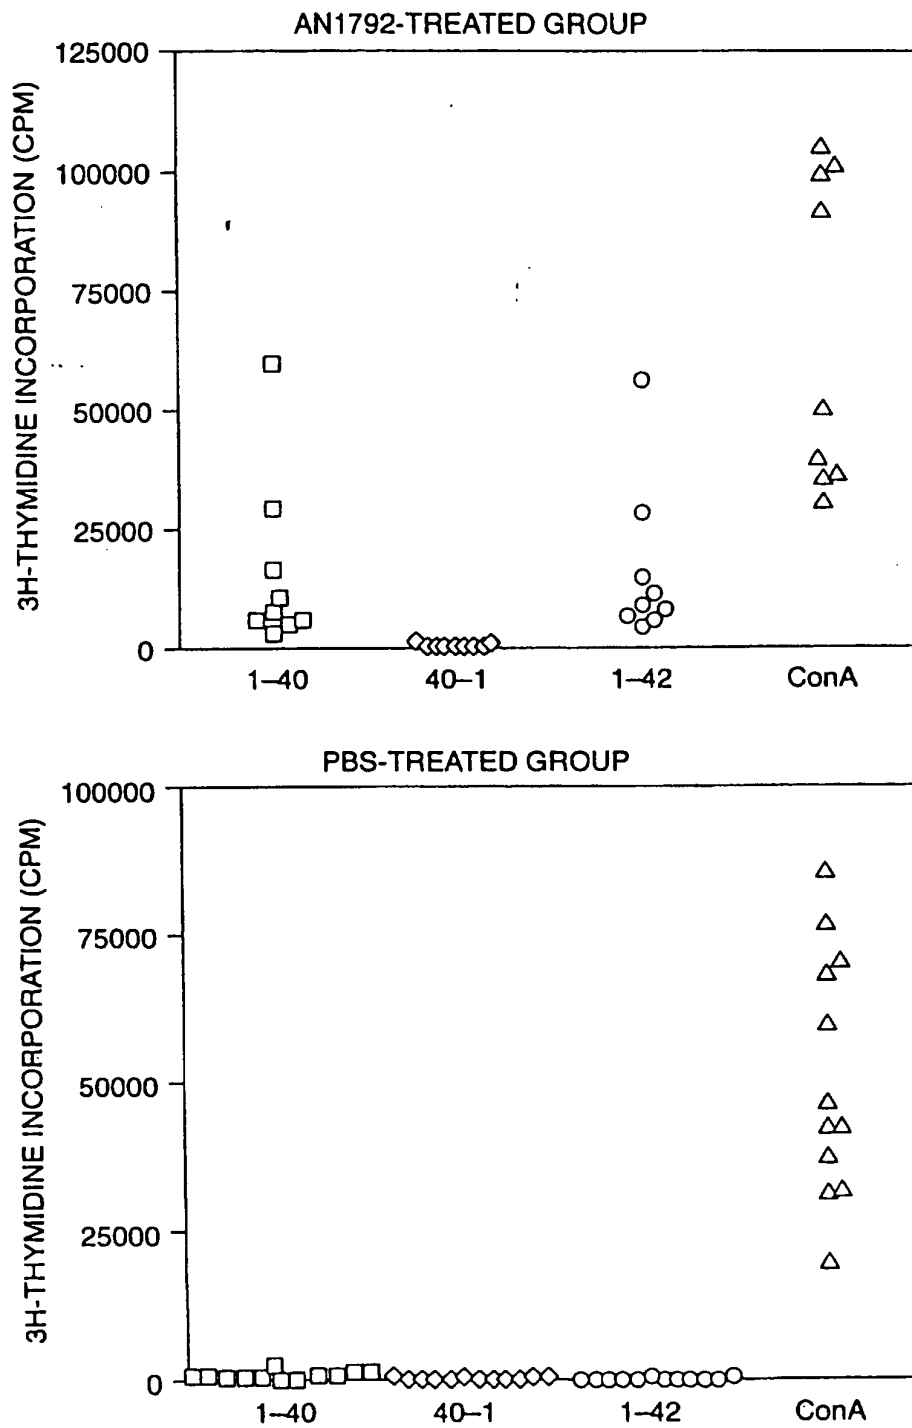 AN1792-TREATED GROUP
3H-THYMIDINE INCORPORATION (CPM)
125000
100000
75000
50000
25000
0
1–40 40–1 1–42 ConA
PBS-TREATED GROUP
3H-THYMIDINE INCORPORATION (CPM)
100000
75000
50000
25000
0
1–40 40–1 1–42 ConA